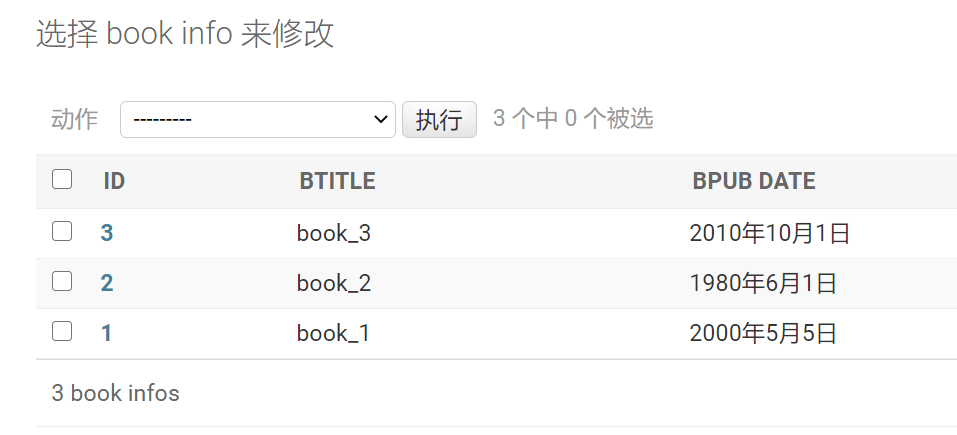 选择 book info 来修改
动作 --------- 执行 3 个中 0 个被选
ID BTITLE BPUB DATE
3 book_3 2010年10月1日
2 book_2 1980年6月1日
1 book_1 2000年5月5日
3 book infos